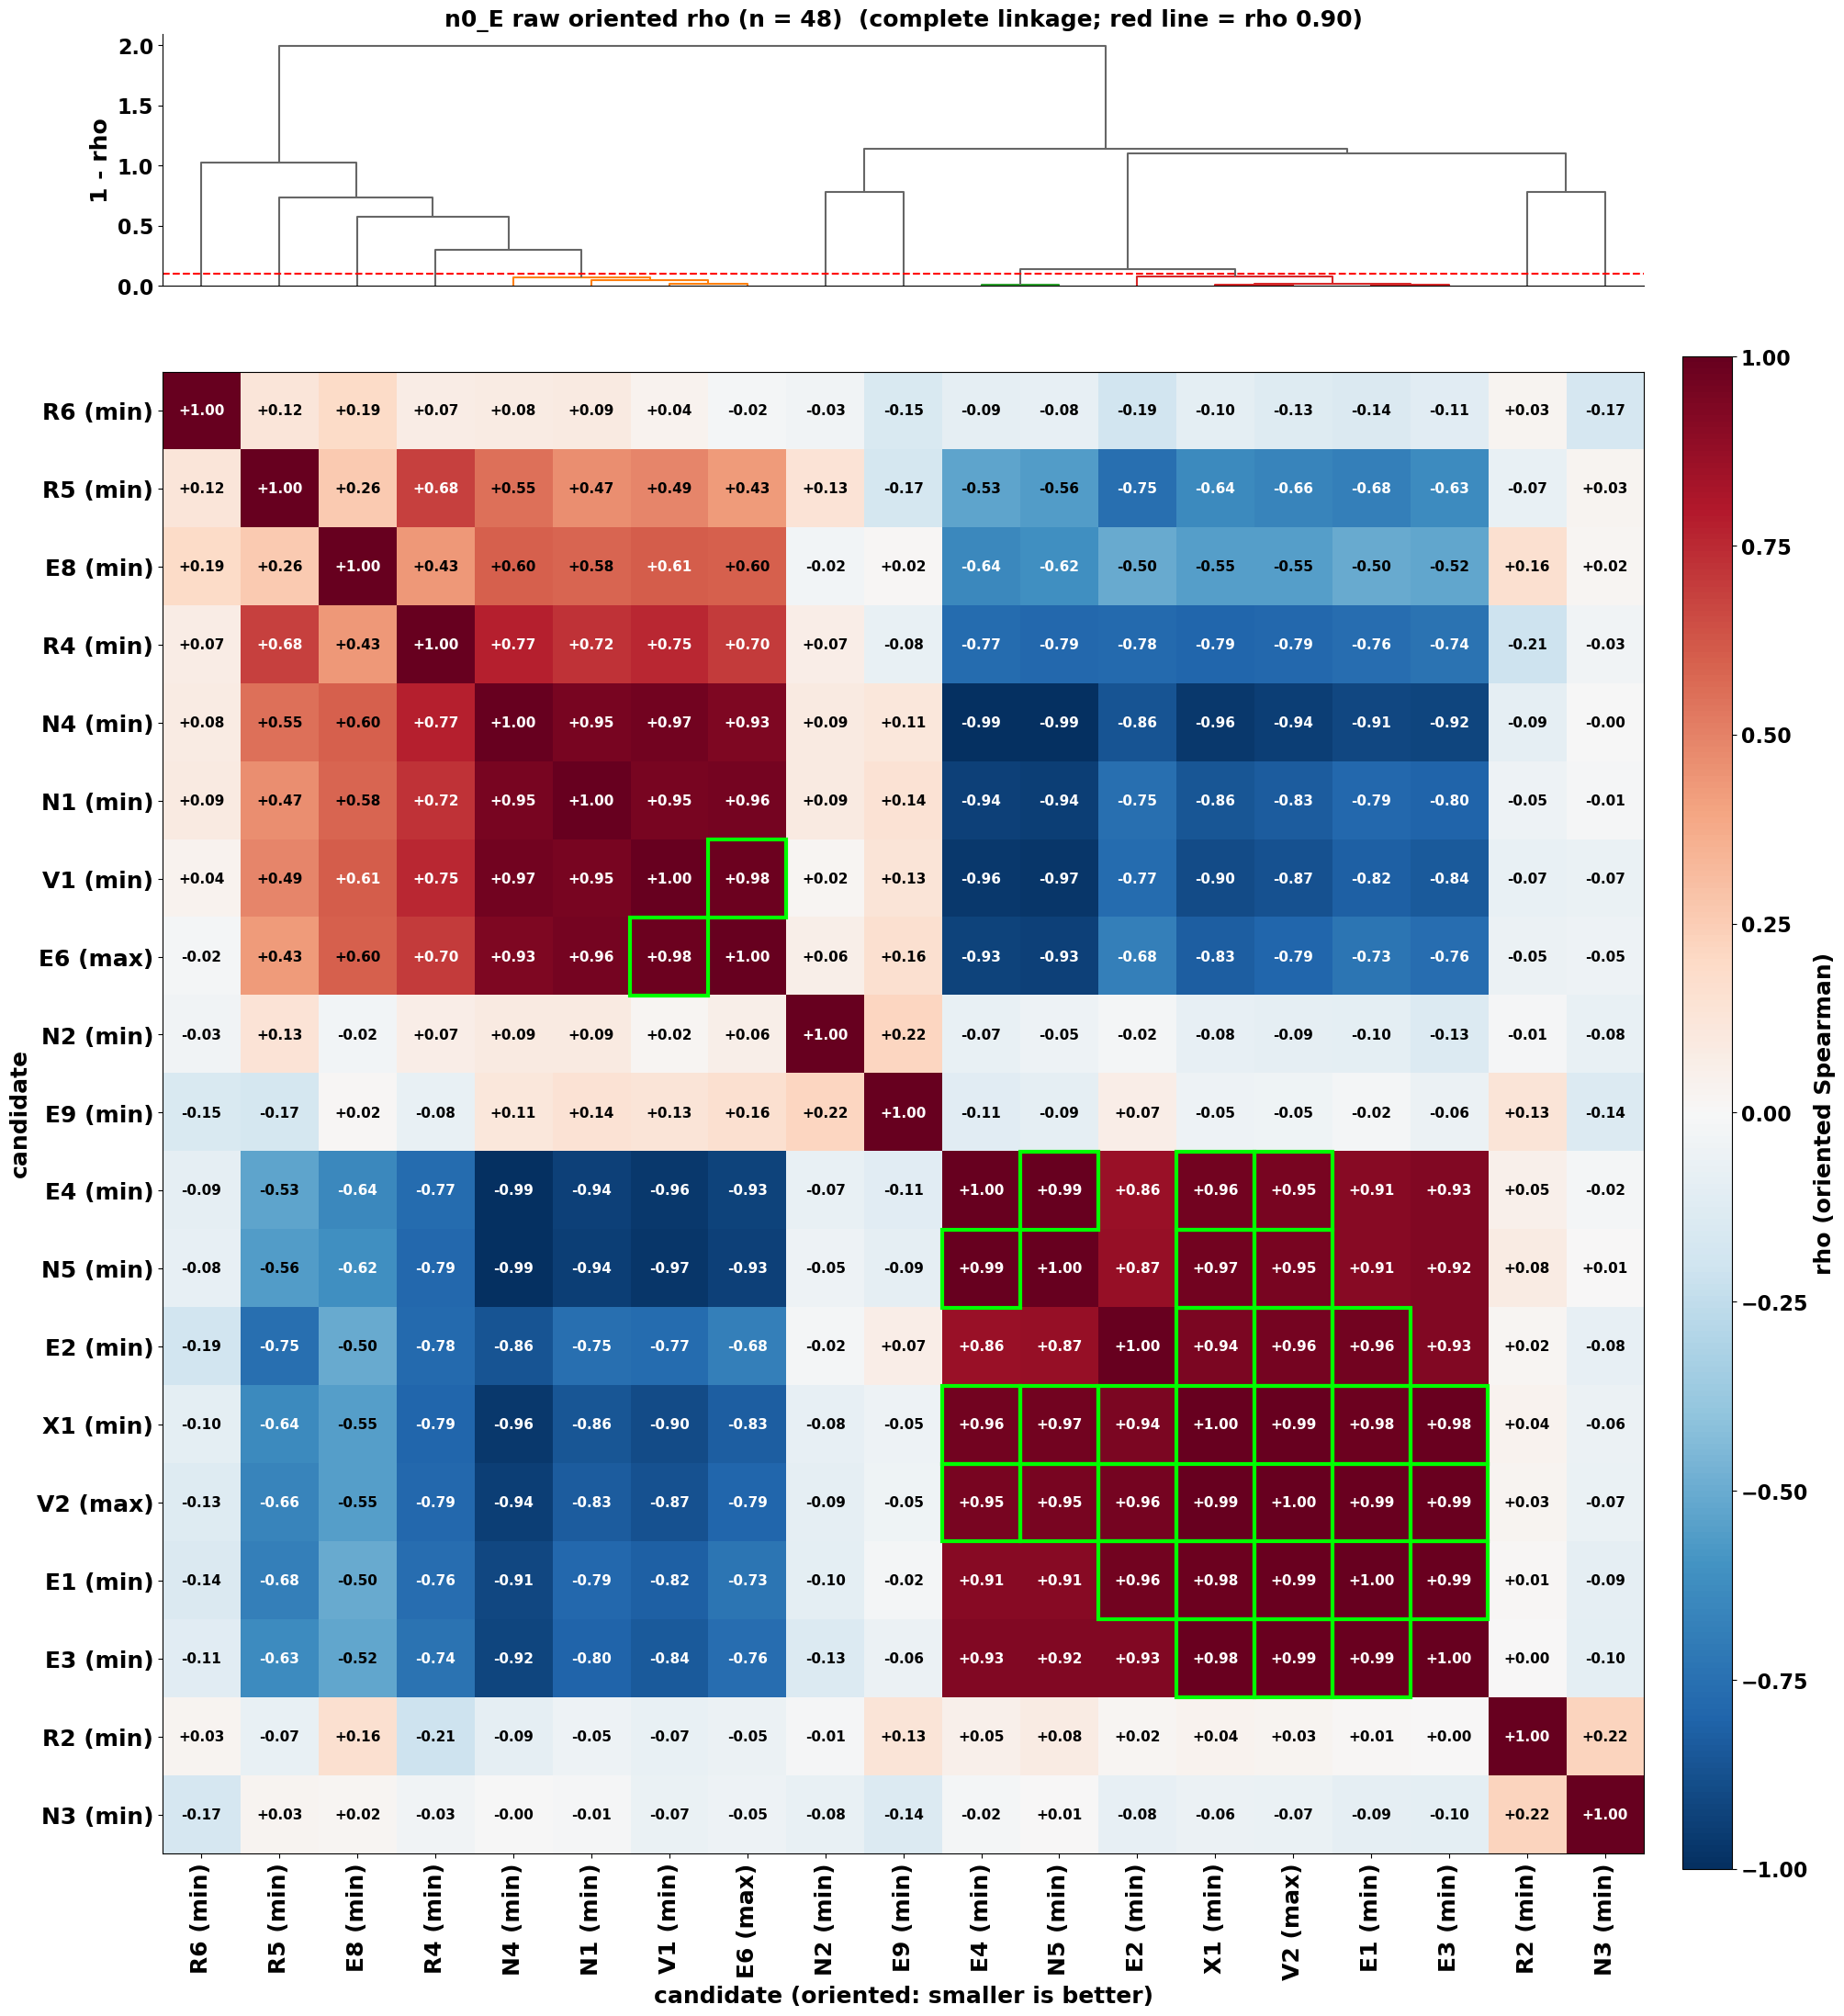 n0_E raw oriented rho (n = 48)  (complete linkage; red line = rho 0.90)
1 - rho
2.0
1.5
1.0
0.5
0.0
candidate
R6 (min) +1.00 +0.12 +0.19 +0.07 +0.08 +0.09 +0.04 -0.02 -0.03 -0.15 -0.09 -0.08 -0.19 -0.10 -0.13 -0.14 -0.11 +0.03 -0.17
R5 (min) +0.12 +1.00 +0.26 +0.68 +0.55 +0.47 +0.49 +0.43 +0.13 -0.17 -0.53 -0.56 -0.75 -0.64 -0.66 -0.68 -0.63 -0.07 +0.03
E8 (min) +0.19 +0.26 +1.00 +0.43 +0.60 +0.58 +0.61 +0.60 -0.02 +0.02 -0.64 -0.62 -0.50 -0.55 -0.55 -0.50 -0.52 +0.16 +0.02
R4 (min) +0.07 +0.68 +0.43 +1.00 +0.77 +0.72 +0.75 +0.70 +0.07 -0.08 -0.77 -0.79 -0.78 -0.79 -0.79 -0.76 -0.74 -0.21 -0.03
N4 (min) +0.08 +0.55 +0.60 +0.77 +1.00 +0.95 +0.97 +0.93 +0.09 +0.11 -0.99 -0.99 -0.86 -0.96 -0.94 -0.91 -0.92 -0.09 -0.00
N1 (min) +0.09 +0.47 +0.58 +0.72 +0.95 +1.00 +0.95 +0.96 +0.09 +0.14 -0.94 -0.94 -0.75 -0.86 -0.83 -0.79 -0.80 -0.05 -0.01
V1 (min) +0.04 +0.49 +0.61 +0.75 +0.97 +0.95 +1.00 +0.98 +0.02 +0.13 -0.96 -0.97 -0.77 -0.90 -0.87 -0.82 -0.84 -0.07 -0.07
E6 (max) -0.02 +0.43 +0.60 +0.70 +0.93 +0.96 +0.98 +1.00 +0.06 +0.16 -0.93 -0.93 -0.68 -0.83 -0.79 -0.73 -0.76 -0.05 -0.05
N2 (min) -0.03 +0.13 -0.02 +0.07 +0.09 +0.09 +0.02 +0.06 +1.00 +0.22 -0.07 -0.05 -0.02 -0.08 -0.09 -0.10 -0.13 -0.01 -0.08
E9 (min) -0.15 -0.17 +0.02 -0.08 +0.11 +0.14 +0.13 +0.16 +0.22 +1.00 -0.11 -0.09 +0.07 -0.05 -0.05 -0.02 -0.06 +0.13 -0.14
E4 (min) -0.09 -0.53 -0.64 -0.77 -0.99 -0.94 -0.96 -0.93 -0.07 -0.11 +1.00 +0.99 +0.86 +0.96 +0.95 +0.91 +0.93 +0.05 -0.02
N5 (min) -0.08 -0.56 -0.62 -0.79 -0.99 -0.94 -0.97 -0.93 -0.05 -0.09 +0.99 +1.00 +0.87 +0.97 +0.95 +0.91 +0.92 +0.08 +0.01
E2 (min) -0.19 -0.75 -0.50 -0.78 -0.86 -0.75 -0.77 -0.68 -0.02 +0.07 +0.86 +0.87 +1.00 +0.94 +0.96 +0.96 +0.93 +0.02 -0.08
X1 (min) -0.10 -0.64 -0.55 -0.79 -0.96 -0.86 -0.90 -0.83 -0.08 -0.05 +0.96 +0.97 +0.94 +1.00 +0.99 +0.98 +0.98 +0.04 -0.06
V2 (max) -0.13 -0.66 -0.55 -0.79 -0.94 -0.83 -0.87 -0.79 -0.09 -0.05 +0.95 +0.95 +0.96 +0.99 +1.00 +0.99 +0.99 +0.03 -0.07
E1 (min) -0.14 -0.68 -0.50 -0.76 -0.91 -0.79 -0.82 -0.73 -0.10 -0.02 +0.91 +0.91 +0.96 +0.98 +0.99 +1.00 +0.99 +0.01 -0.09
E3 (min) -0.11 -0.63 -0.52 -0.74 -0.92 -0.80 -0.84 -0.76 -0.13 -0.06 +0.93 +0.92 +0.93 +0.98 +0.99 +0.99 +1.00 +0.00 -0.10
R2 (min) +0.03 -0.07 +0.16 -0.21 -0.09 -0.05 -0.07 -0.05 -0.01 +0.13 +0.05 +0.08 +0.02 +0.04 +0.03 +0.01 +0.00 +1.00 +0.22
N3 (min) -0.17 +0.03 +0.02 -0.03 -0.00 -0.01 -0.07 -0.05 -0.08 -0.14 -0.02 +0.01 -0.08 -0.06 -0.07 -0.09 -0.10 +0.22 +1.00
R6 (min) R5 (min) E8 (min) R4 (min) N4 (min) N1 (min) V1 (min) E6 (max) N2 (min) E9 (min) E4 (min) N5 (min) E2 (min) X1 (min) V2 (max) E1 (min) E3 (min) R2 (min) N3 (min)
candidate (oriented: smaller is better)
1.00
0.75
0.50
0.25
0.00
−0.25
−0.50
−0.75
−1.00
rho (oriented Spearman)